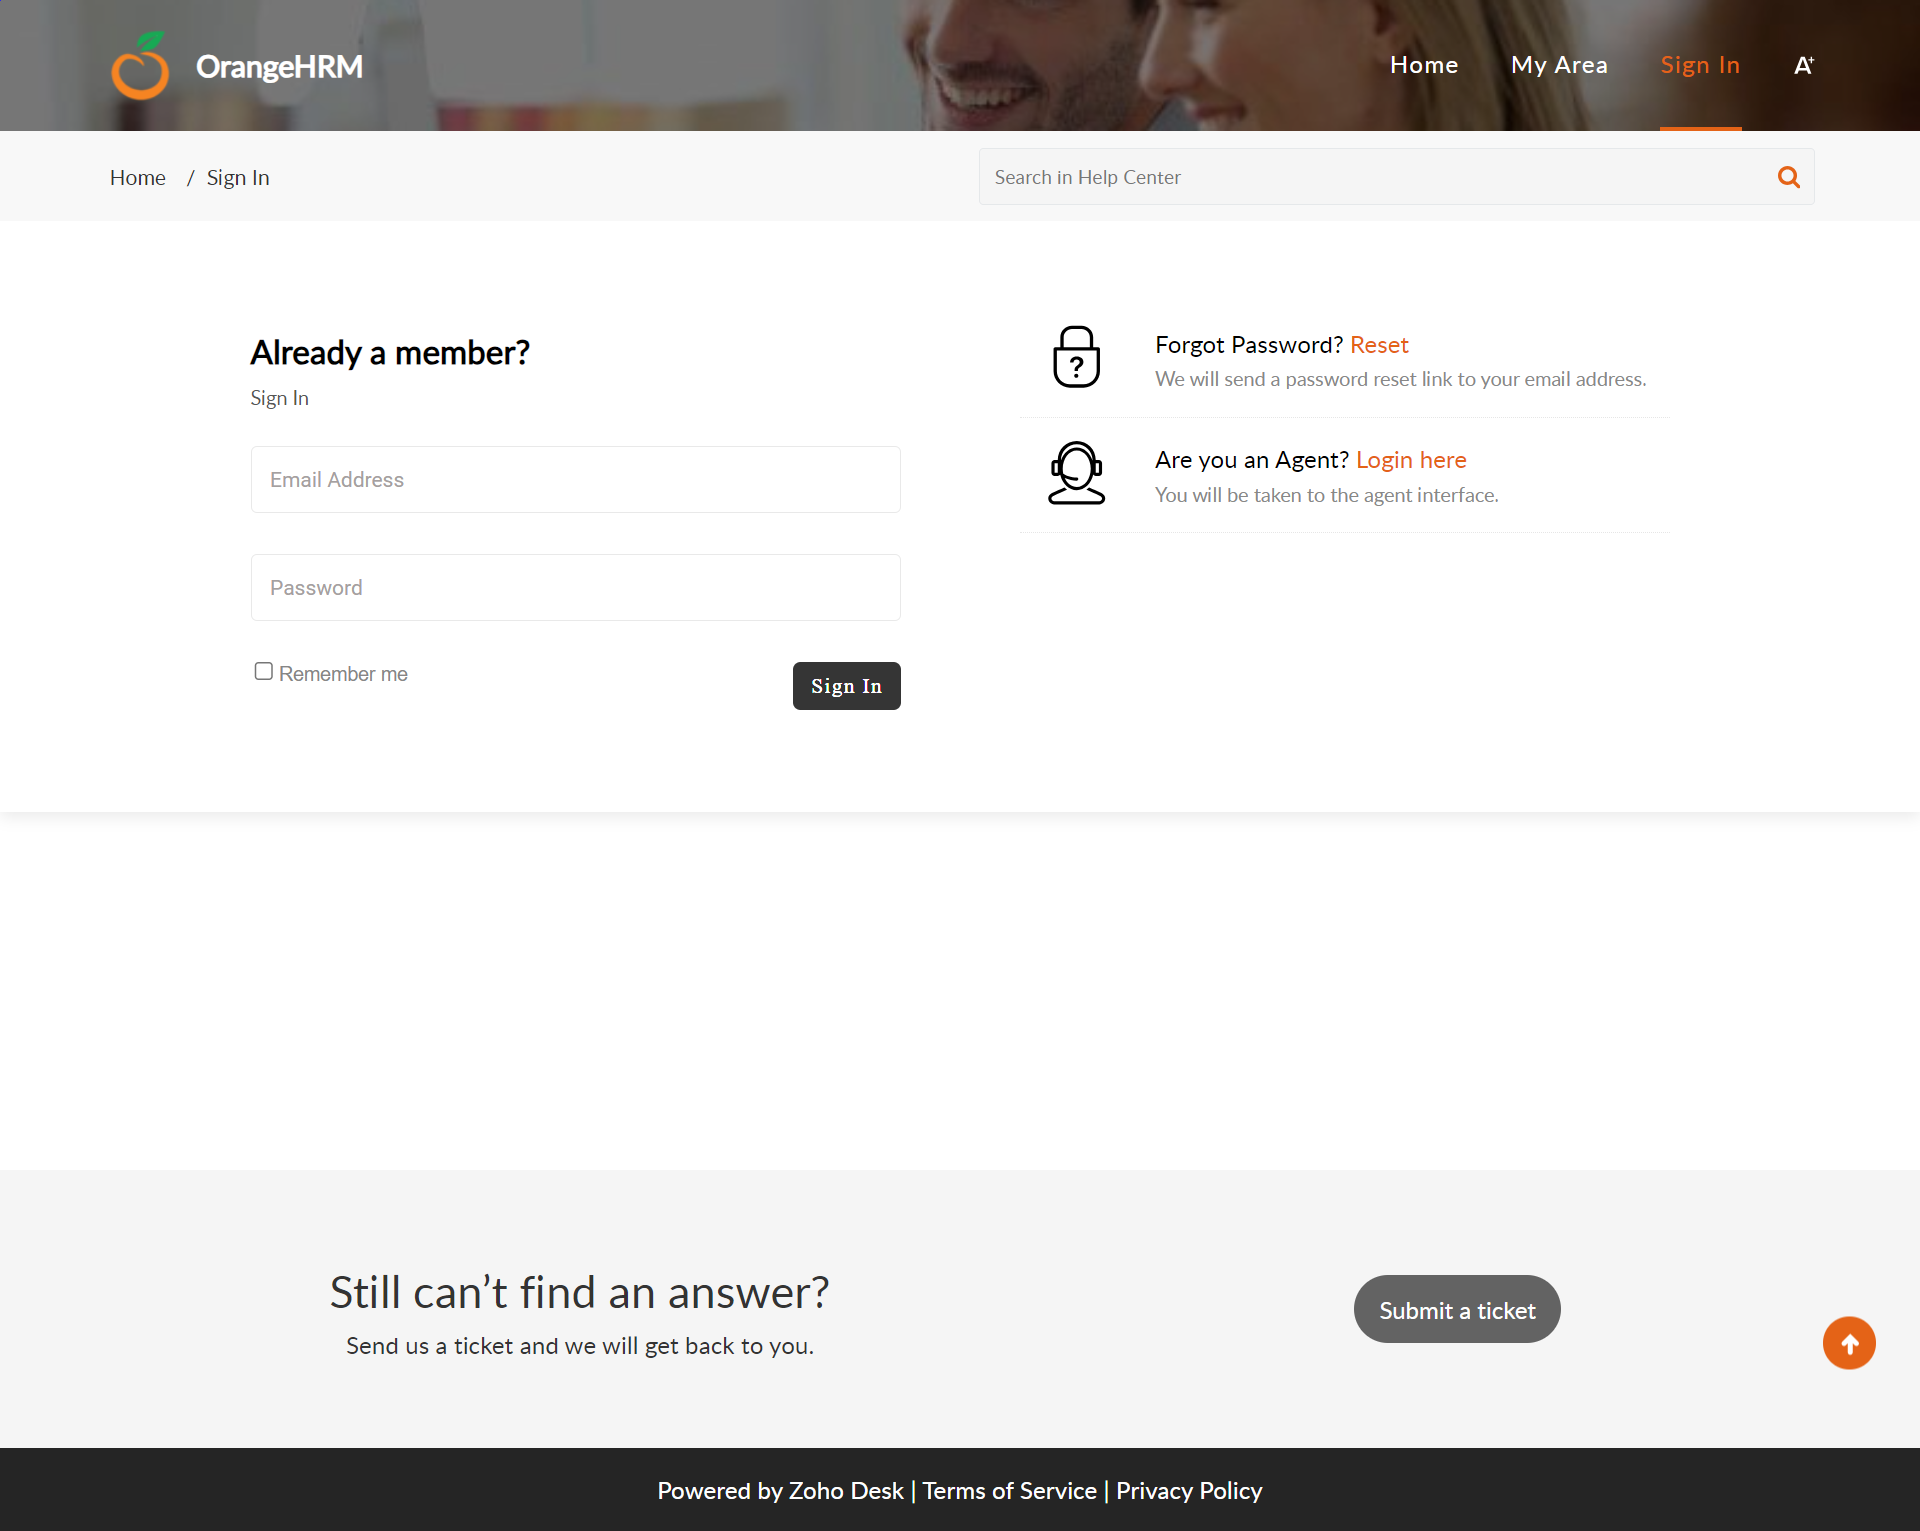 OrangeHRM
Home
My Area
Sign In
A+
Home / Sign In
Search in Help Center
Already a member?
Sign In
Email Address
Password
Remember me
Sign In
?
Forgot Password? Reset
We will send a password reset link to your email address.
Are you an Agent? Login here
You will be taken to the agent interface.
Still can’t find an answer?
Send us a ticket and we will get back to you.
Submit a ticket
Powered by Zoho Desk | Terms of Service | Privacy Policy